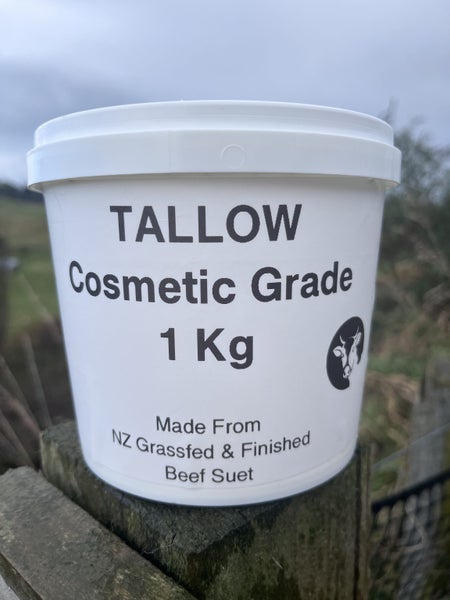 TALLOW
Cosmetic Grade
1 Kg
Made From
NZ Grassfed & Finished
Beef Suet